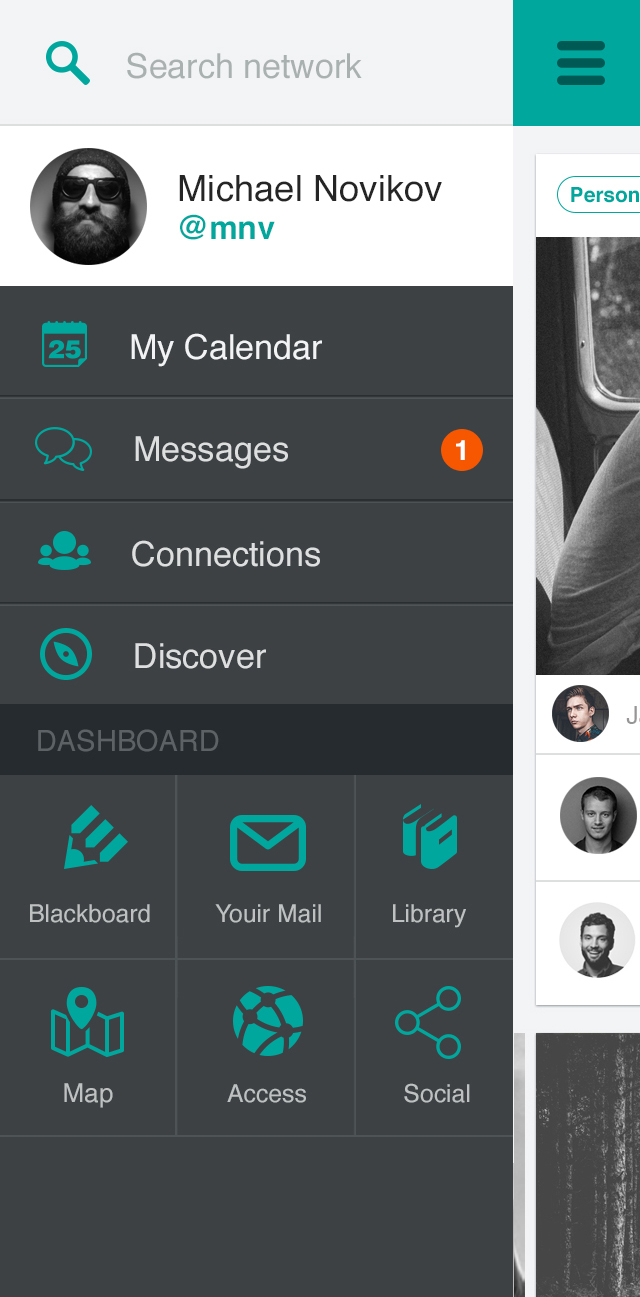 Search network
Michael Novikov
@mnv
25
My Calendar
Messages
1
Connections
Discover
DASHBOARD
Blackboard
Youir Mail
Library
Map
Access
Social
Person